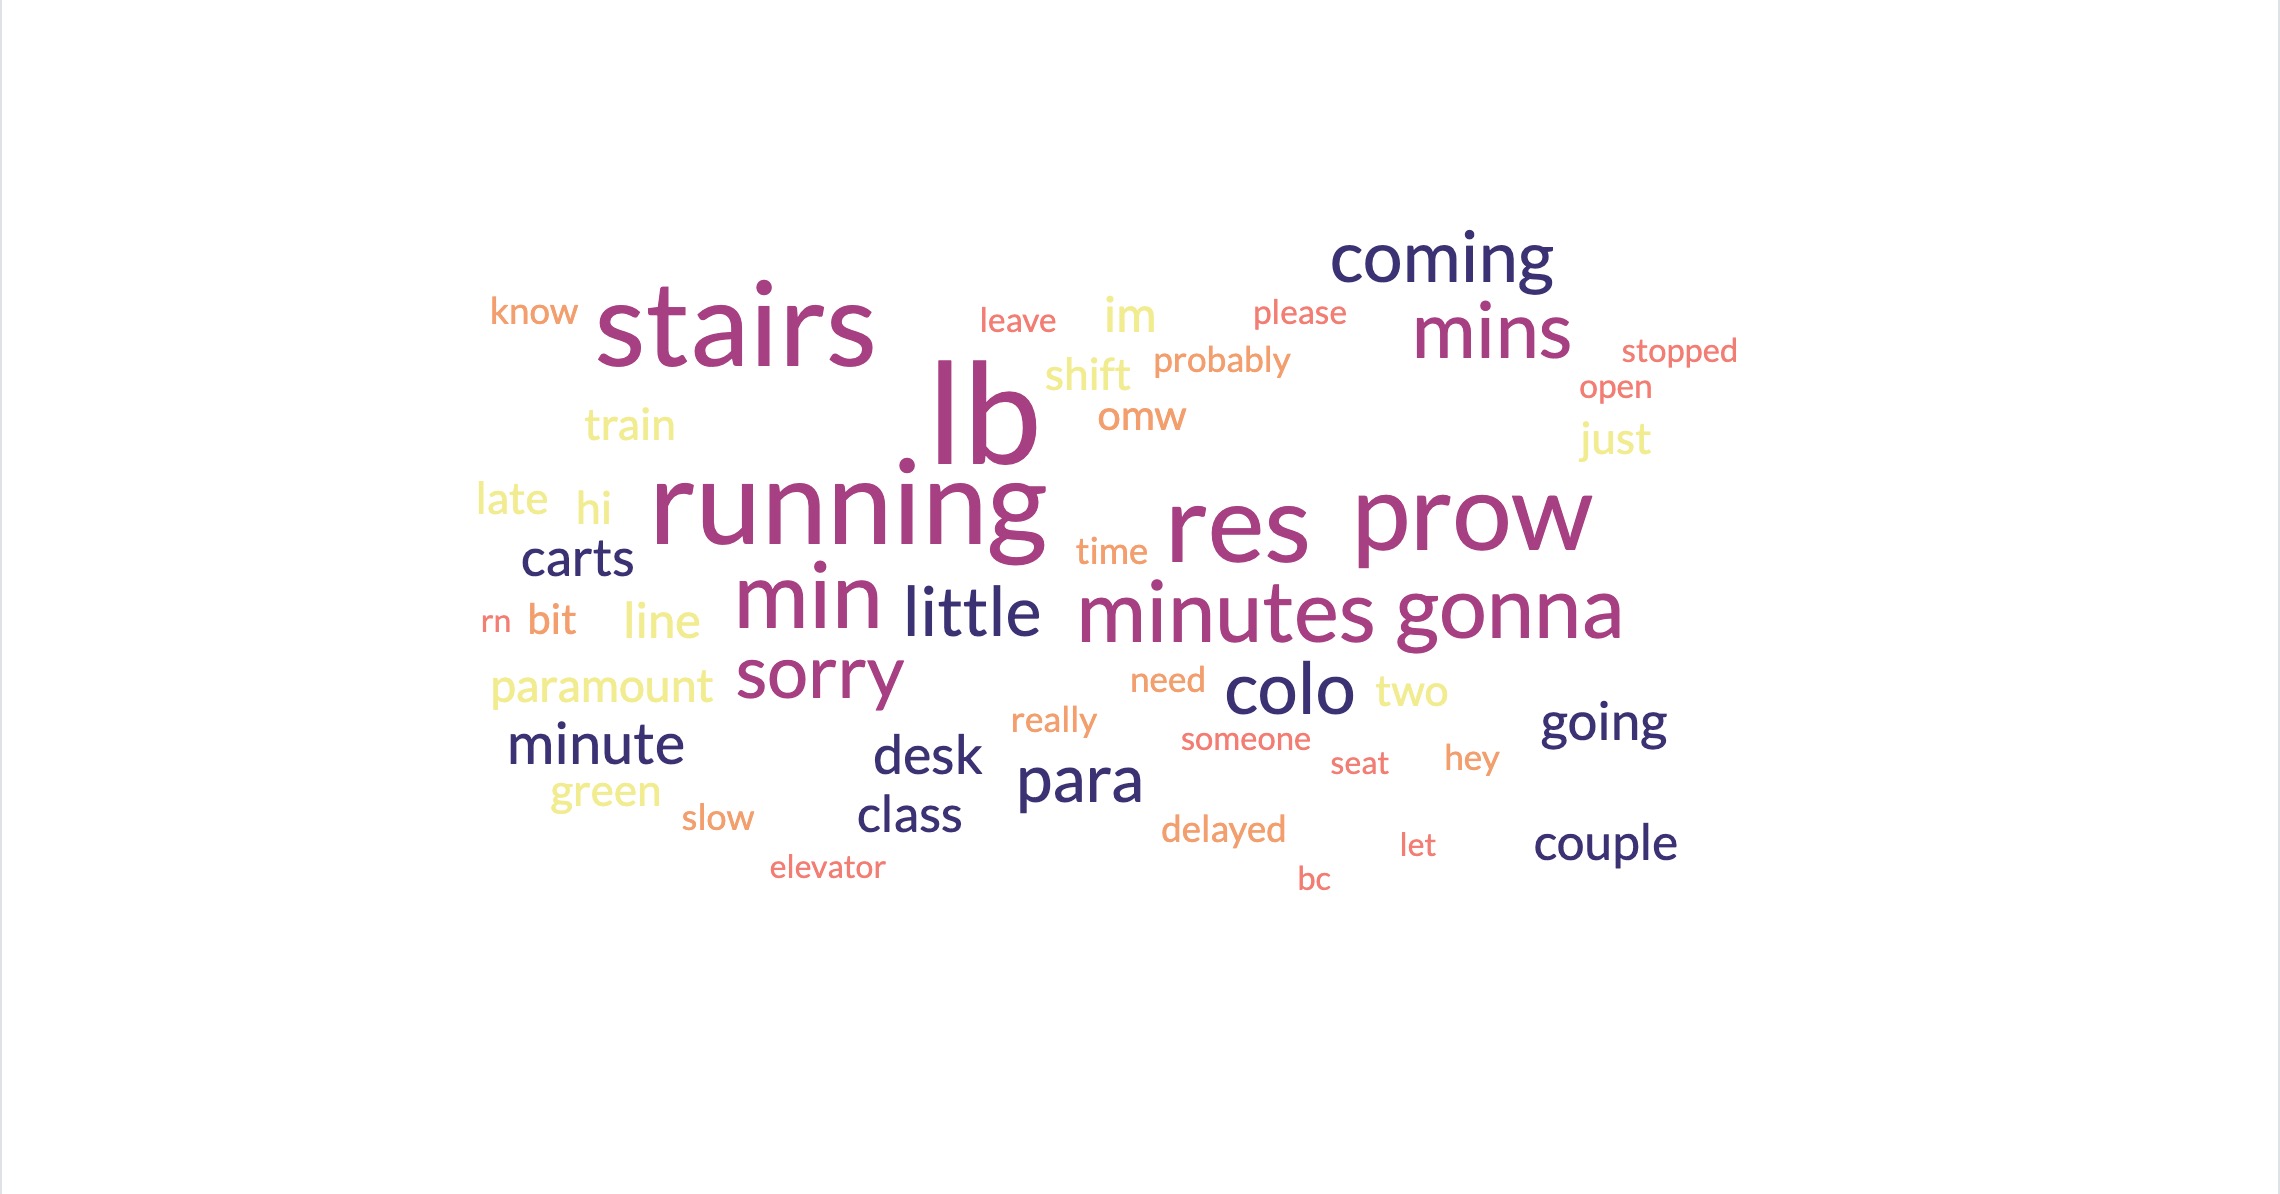 coming
know stairs leave im please mins
stopped
shift probably open
lb omw
train just
late hi running res prow
carts time
rn bit line min little minutes gonna
paramount sorry need colo two
minute really someone going
desk seat hey
green para
slow class delayed let couple
elevator bc